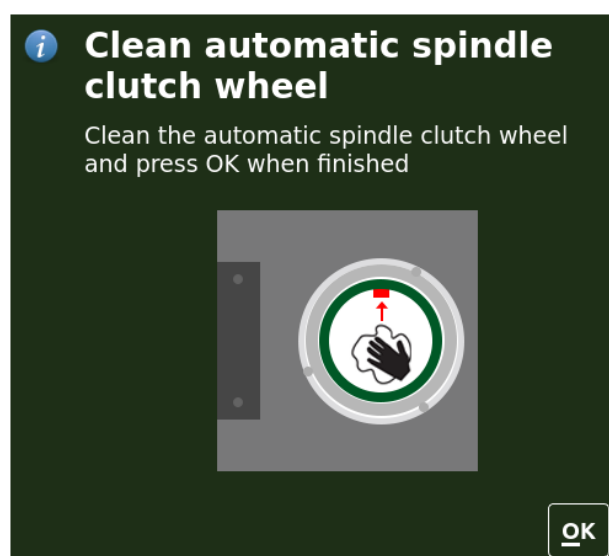 Clean automatic spindle
clutch wheel
Clean the automatic spindle clutch wheel
and press OK when finished
OK